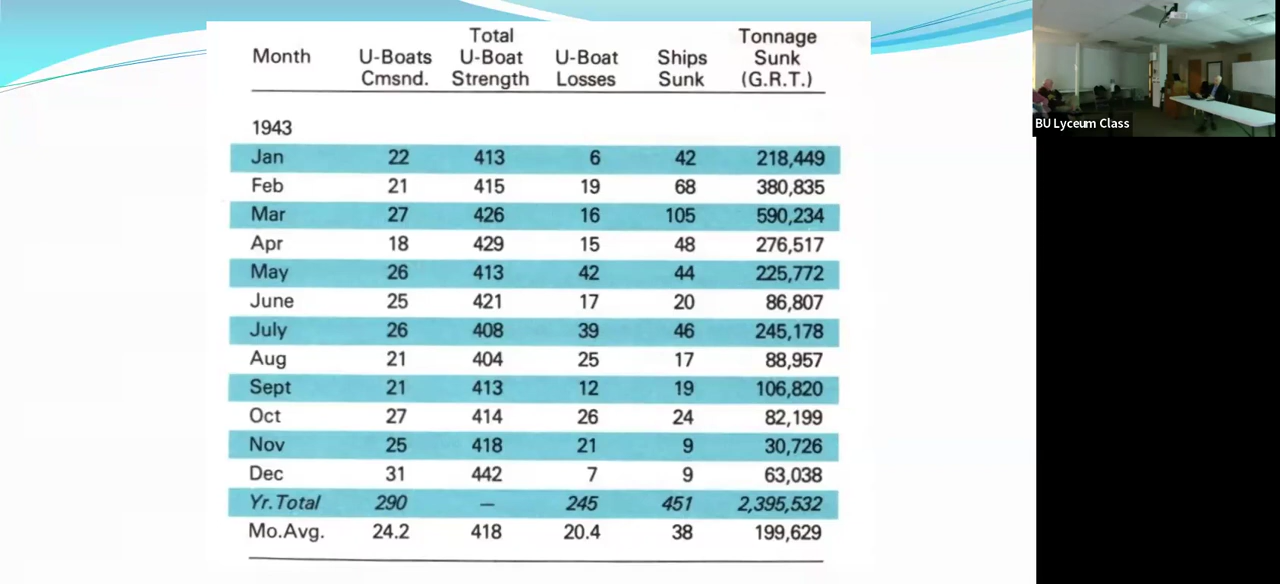 Total Tonnage
Month U-Boats U-Boat U-Boat Ships Sunk
Cmsnd. Strength Losses Sunk (G.R.T.)
1943
Jan 22 413 6 42 218,449
Feb 21 415 19 68 380,835
Mar 27 426 16 105 590,234
Apr 18 429 15 48 276,517
May 26 413 42 44 225,772
June 25 421 17 20 86,807
July 26 408 39 46 245,178
Aug 21 404 25 17 88,957
Sept 21 413 12 19 106,820
Oct 27 414 26 24 82,199
Nov 25 418 21 9 30,726
Dec 31 442 7 9 63,038
Yr. Total 290 — 245 451 2,395,532
Mo.Avg. 24.2 418 20.4 38 199,629
BU Lyceum Class